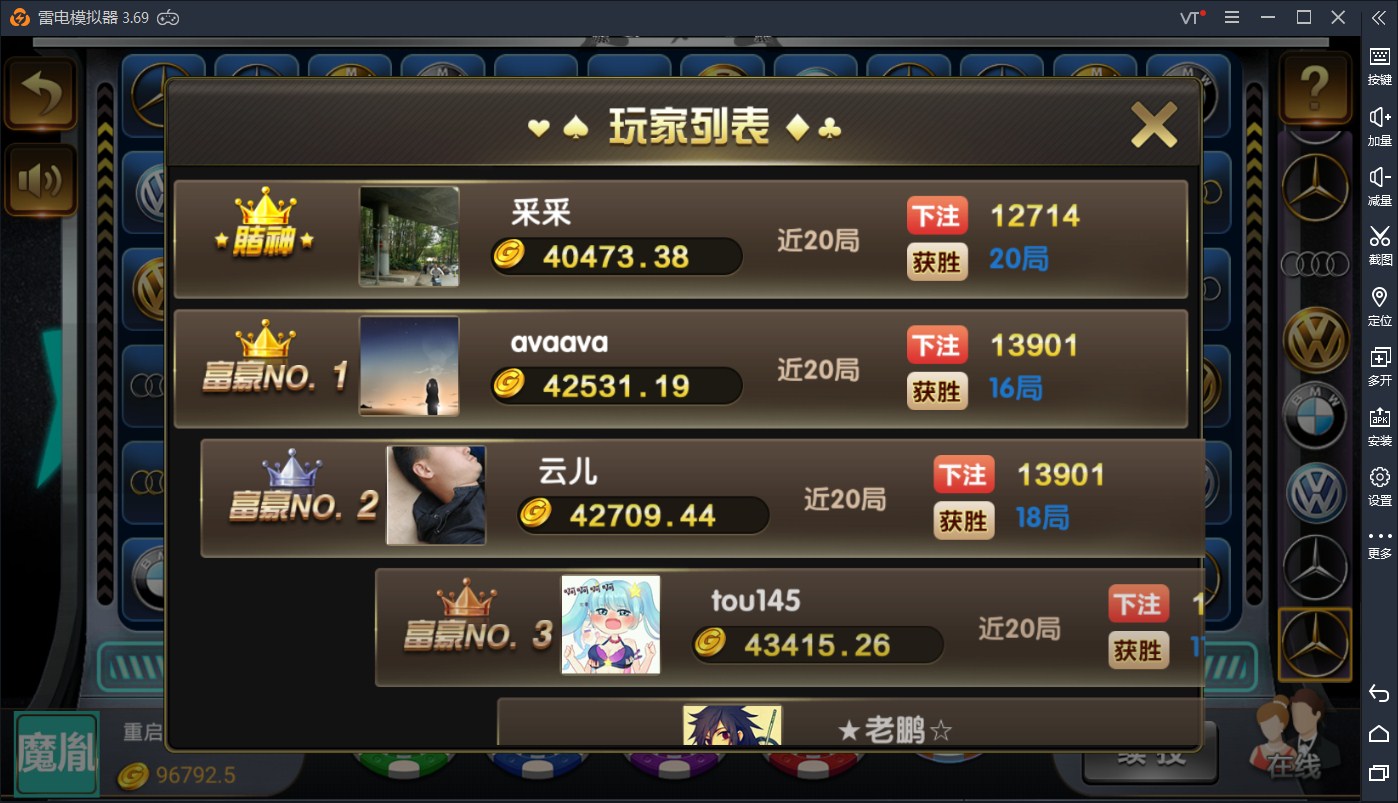 雷电模拟器 3.69
VT
玩家列表
赌神
采采
40473.38
近20局
下注 12714
获胜 20局
富豪NO. 1
avaava
42531.19
近20局
下注 13901
获胜 16局
富豪NO. 2
云儿
42709.44
近20局
下注 13901
获胜 18局
富豪NO. 3
啊啊啊啊
tou145
43415.26
近20局
下注 1
获胜
★老鹏☆
魔胤
重启
96792.5
续投
在线
?
按键
加量
减量
截图
定位
多开
APK
安装
设置
更多